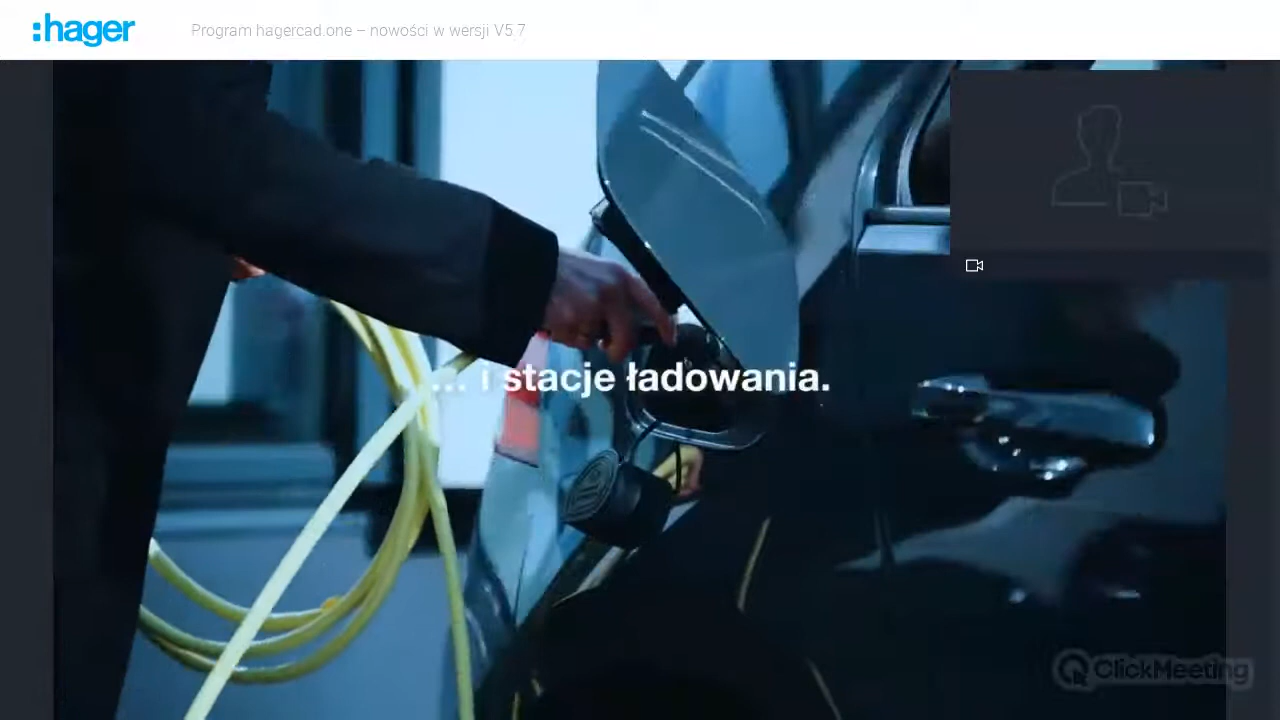 :hager
Program hagercad.one – nowości w wersji V5.7
... i stacje ładowania.
ClickMeeting